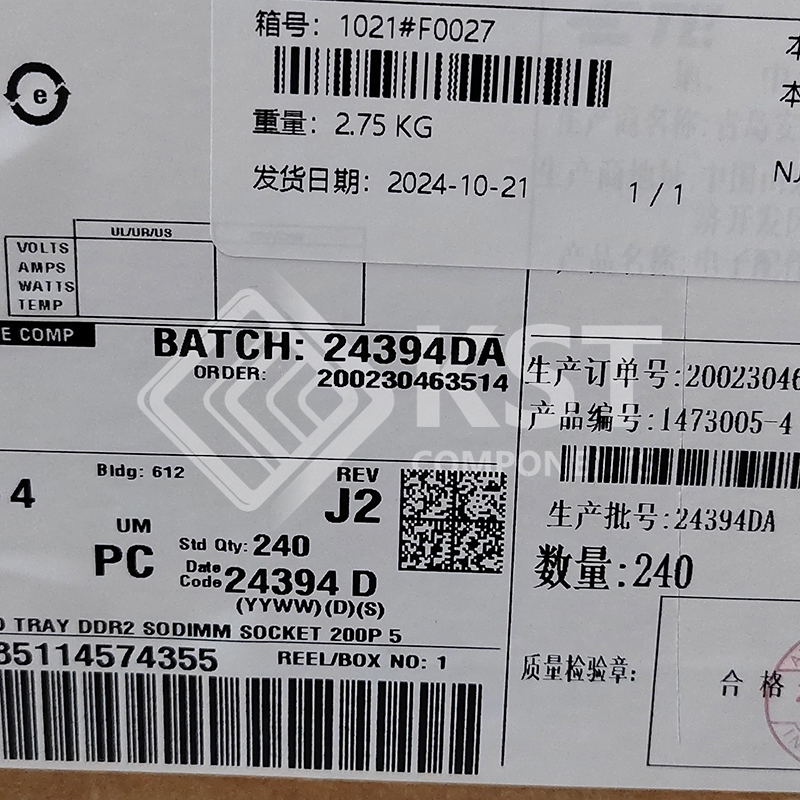 箱号: 1021#F0027
本
本
重量: 2.75 KG
发货日期: 2024-10-21
1 / 1
e
UL/UR/US
VOLTS
AMPS
WATTS
TEMP
E COMP
BATCH: 24394DA
ORDER: 200230463514
生产订单号:20023046
产品编号:1473005-4
KST
COMPONE
4
Bldg: 612
REV
J2
UM
PC
Std Qty: 240
Date Code 24394 D
(YYWW)(D)(S)
生产批号:24394DA
数量:240
TRAY DDR2 SODIMM SOCKET 200P 5
35114574355
REEL/BOX NO: 1
质量检验章:
合格